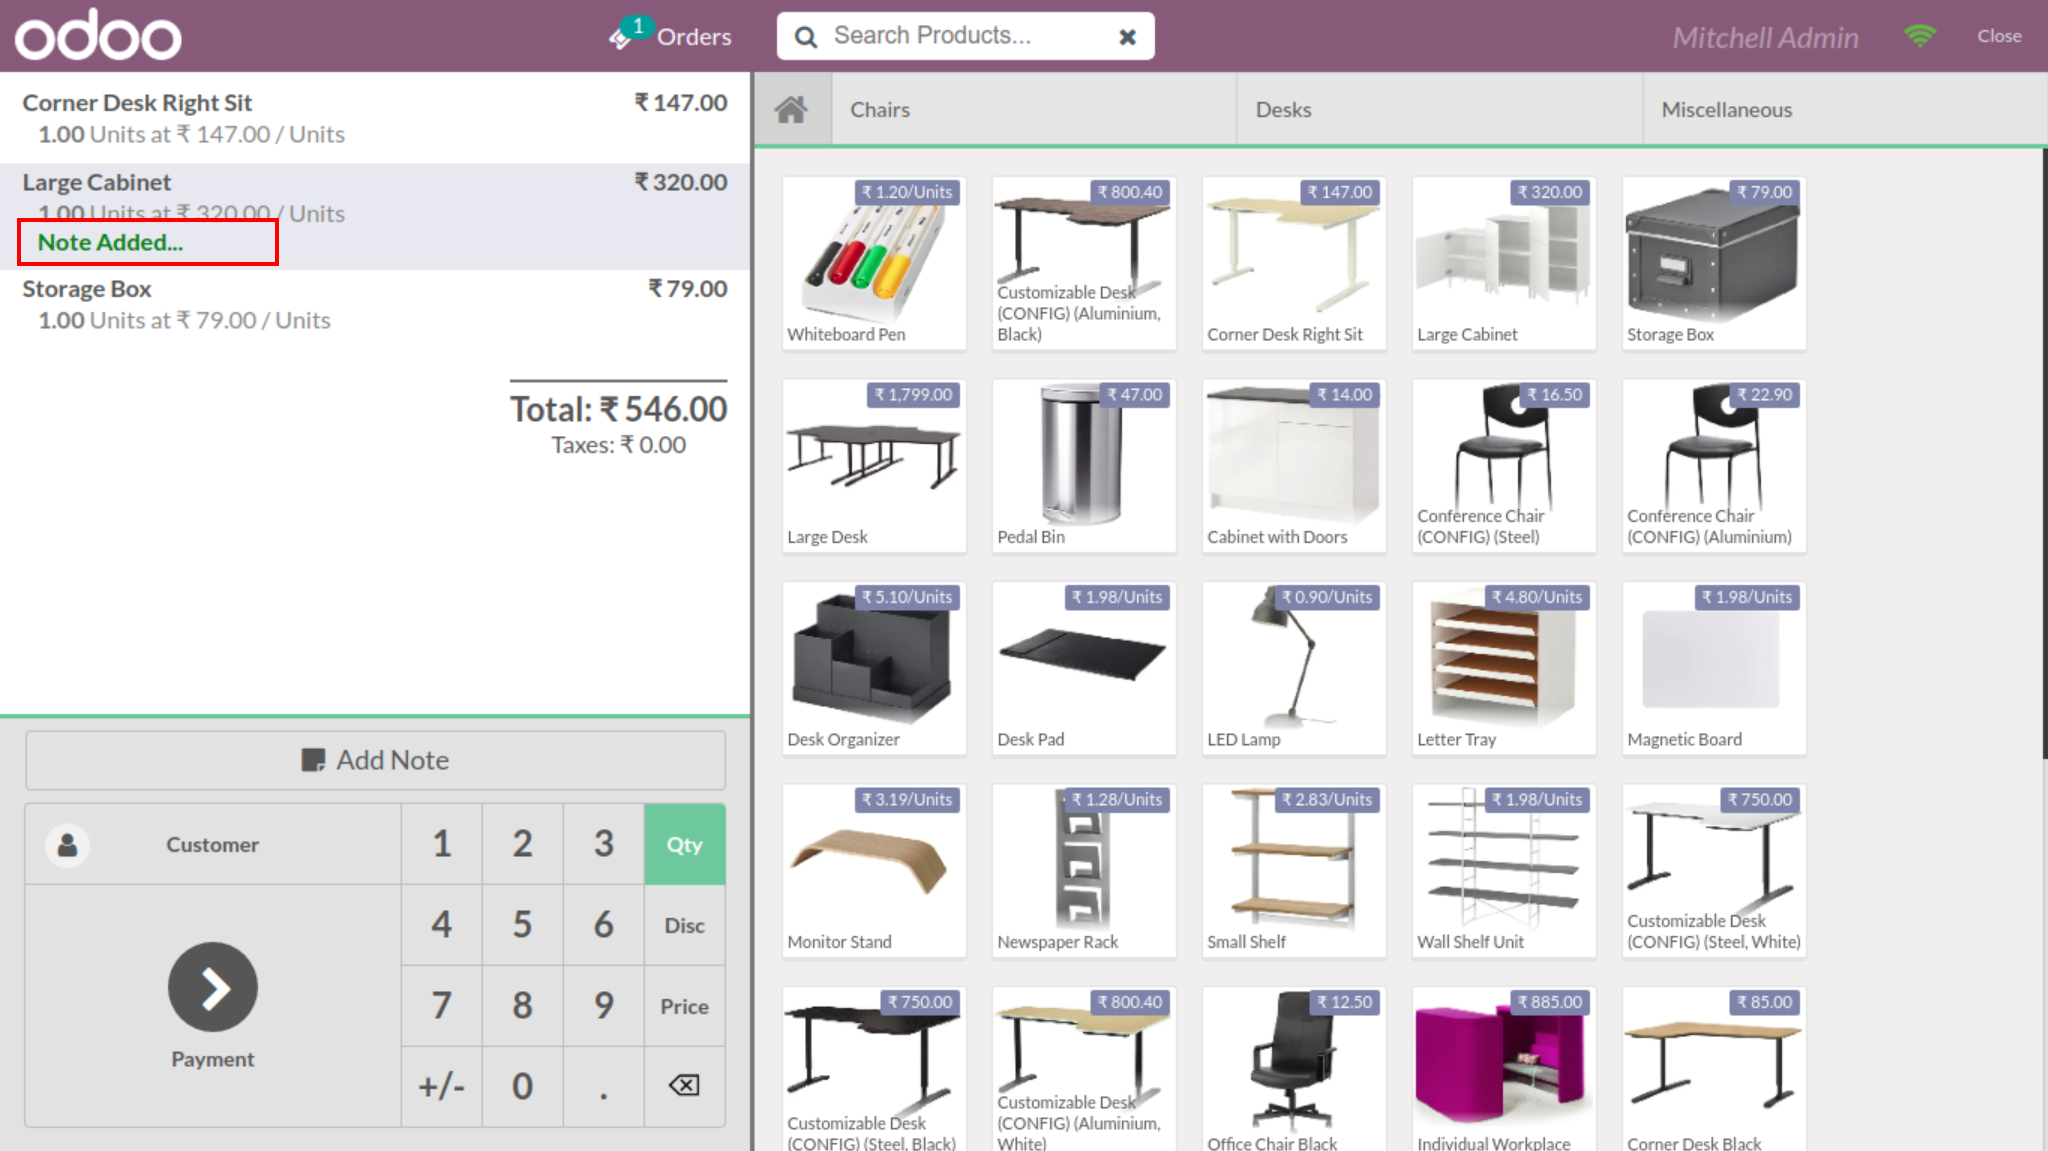 odoo
1 Orders
Search Products...
Mitchell Admin
Close
Corner Desk Right Sit ₹ 147.00
1.00 Units at ₹ 147.00 / Units
Large Cabinet ₹ 320.00
1.00 Units at ₹ 320.00 / Units
Note Added...
Storage Box ₹ 79.00
1.00 Units at ₹ 79.00 / Units
Total: ₹ 546.00
Taxes: ₹ 0.00
Add Note
Customer
1 2 3 Qty
4 5 6 Disc
7 8 9 Price
+/- 0 .
Payment
Chairs Desks Miscellaneous
₹ 1.20/Units
Whiteboard Pen
₹ 800.40
Customizable Desk
(CONFIG) (Aluminium,
Black)
₹ 147.00
Corner Desk Right Sit
₹ 320.00
Large Cabinet
₹ 79.00
Storage Box
₹ 1,799.00
Large Desk
₹ 47.00
Pedal Bin
₹ 14.00
Cabinet with Doors
₹ 16.50
Conference Chair
(CONFIG) (Steel)
₹ 22.90
Conference Chair
(CONFIG) (Aluminium)
₹ 5.10/Units
Desk Organizer
₹ 1.98/Units
Desk Pad
₹ 0.90/Units
LED Lamp
₹ 4.80/Units
Letter Tray
₹ 1.98/Units
Magnetic Board
₹ 3.19/Units
Monitor Stand
₹ 1.28/Units
Newspaper Rack
₹ 2.83/Units
Small Shelf
₹ 1.98/Units
Wall Shelf Unit
₹ 750.00
Customizable Desk
(CONFIG) (Steel, White)
₹ 750.00
Customizable Desk
(CONFIG) (Steel, Black)
₹ 800.40
Customizable Desk
(CONFIG) (Aluminium,
White)
₹ 12.50
Office Chair Black
₹ 885.00
Individual Workplace
₹ 85.00
Corner Desk Black